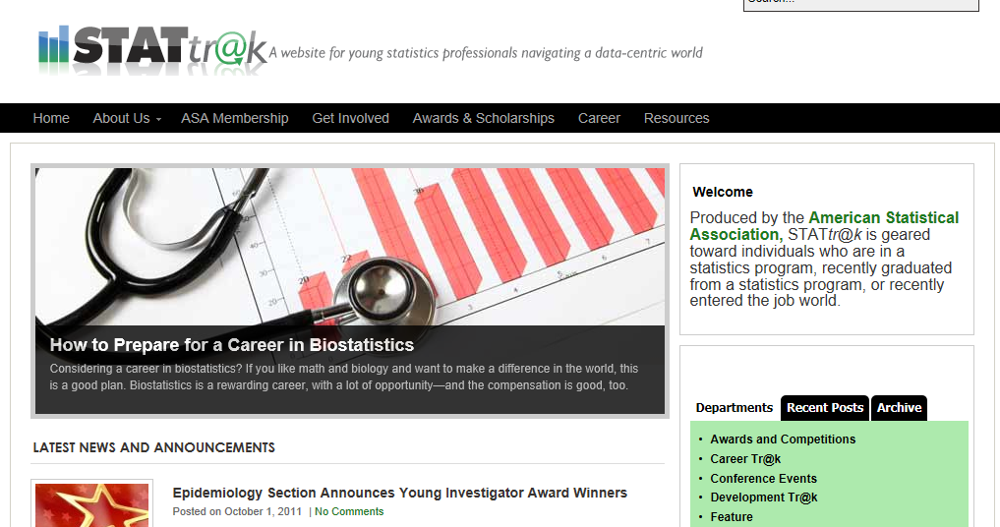 Search...
STATtr@k
A website for young statistics professionals navigating a data-centric world
Home About Us ASA Membership Get Involved Awards & Scholarships Career Resources
How to Prepare for a Career in Biostatistics
Considering a career in biostatistics? If you like math and biology and want to make a difference in the world, this
is a good plan. Biostatistics is a rewarding career, with a lot of opportunity—and the compensation is good, too.
LATEST NEWS AND ANNOUNCEMENTS
Epidemiology Section Announces Young Investigator Award Winners
Posted on October 1, 2011 | No Comments
Welcome
Produced by the American Statistical
Association, STATtr@k is geared
toward individuals who are in a
statistics program, recently graduated
from a statistics program, or recently
entered the job world.
Departments Recent Posts Archive
• Awards and Competitions
• Career Tr@k
• Conference Events
• Development Tr@k
• Feature